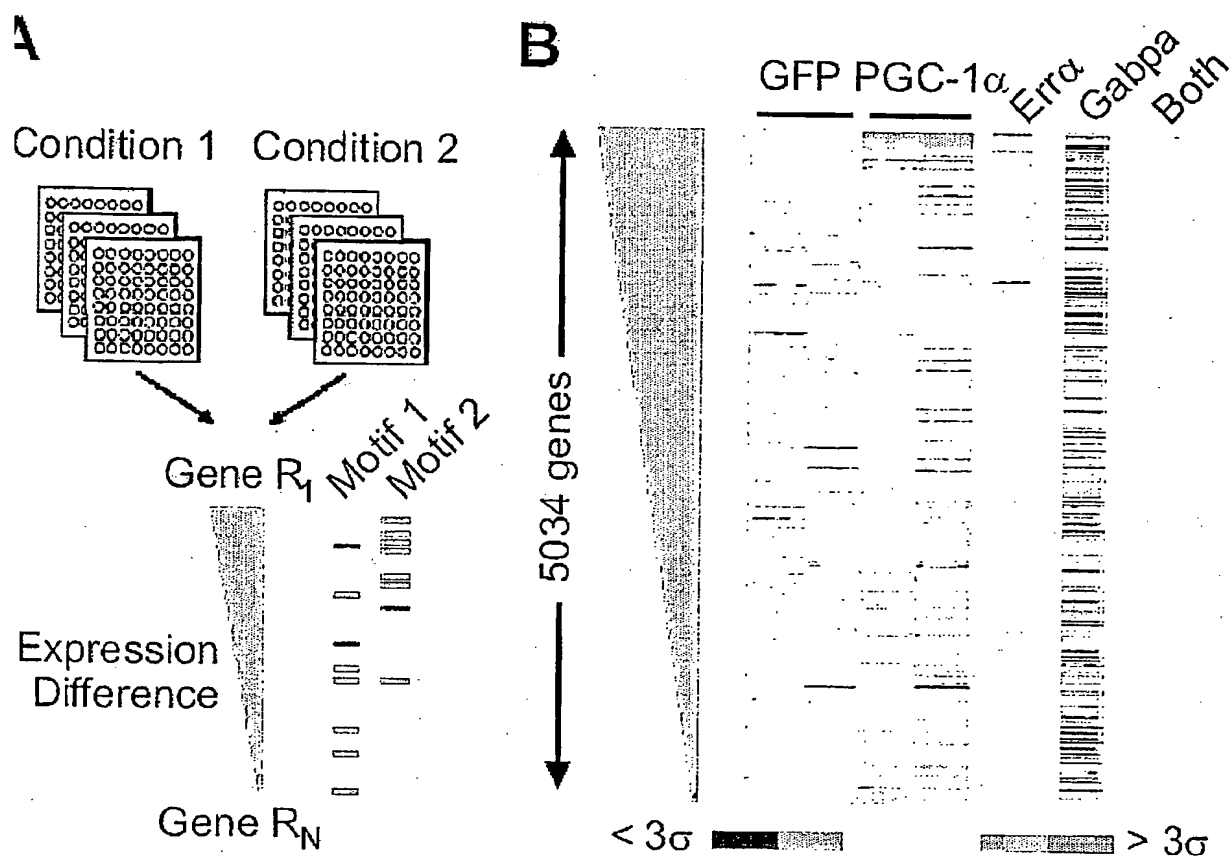 A
Condition 1
Condition 2
Gene R1
Motif 1
Motif 2
Expression
Difference
Gene RN
B
GFP PGC-1α
Errα
Gabpa
Both
5034 genes
< 3σ
> 3σ